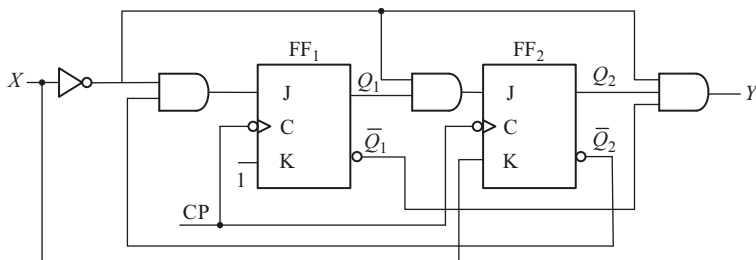 FF₁ FF₂
X Q₁ Q₂ Y
J J
C C
Q̄₁ Q̄₂
K K
1
CP